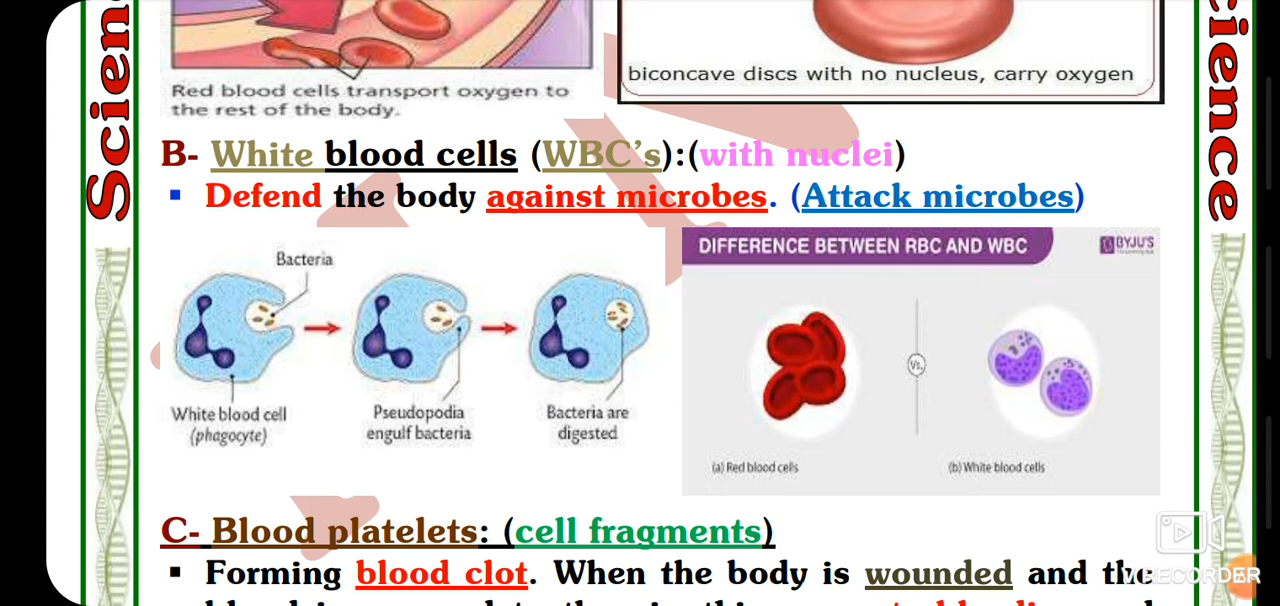 Scien
cience
Red blood cells transport oxygen to
the rest of the body.
biconcave discs with no nucleus, carry oxygen
B- White blood cells (WBC's):(with nuclei)
▪ Defend the body against microbes. (Attack microbes)
Bacteria
White blood cell
(phagocyte)
Pseudopodia
engulf bacteria
Bacteria are
digested
DIFFERENCE BETWEEN RBC AND WBC
BYJU'S
Vs.
(a) Red blood cells
(b) White blood cells
C- Blood platelets: (cell fragments)
▪ Forming blood clot. When the body is wounded and the
RECORDER